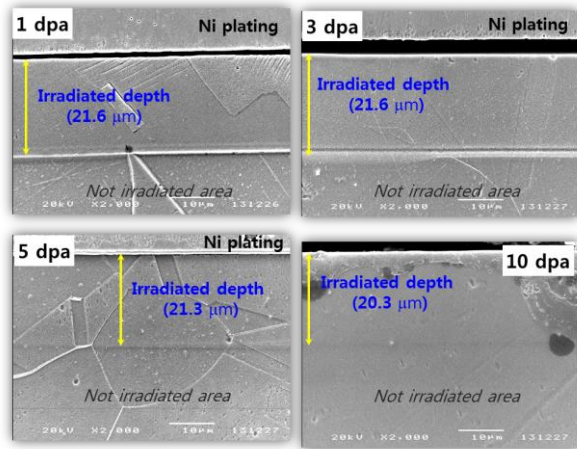 1 dpa
Ni plating
Irradiated depth
(21.6 μm)
Not irradiated area
20kV X2,000 10μm 131226
3 dpa
Ni plating
Irradiated depth
(21.6 μm)
Not irradiated area
20kV X2,000 10μm 131227
5 dpa
Ni plating
Irradiated depth
(21.3 μm)
Not irradiated area
20kV X2,000 10μm 131227
10 dpa
Irradiated depth
(20.3 μm)
Not irradiated area
20kV X2,000 10μm 131231